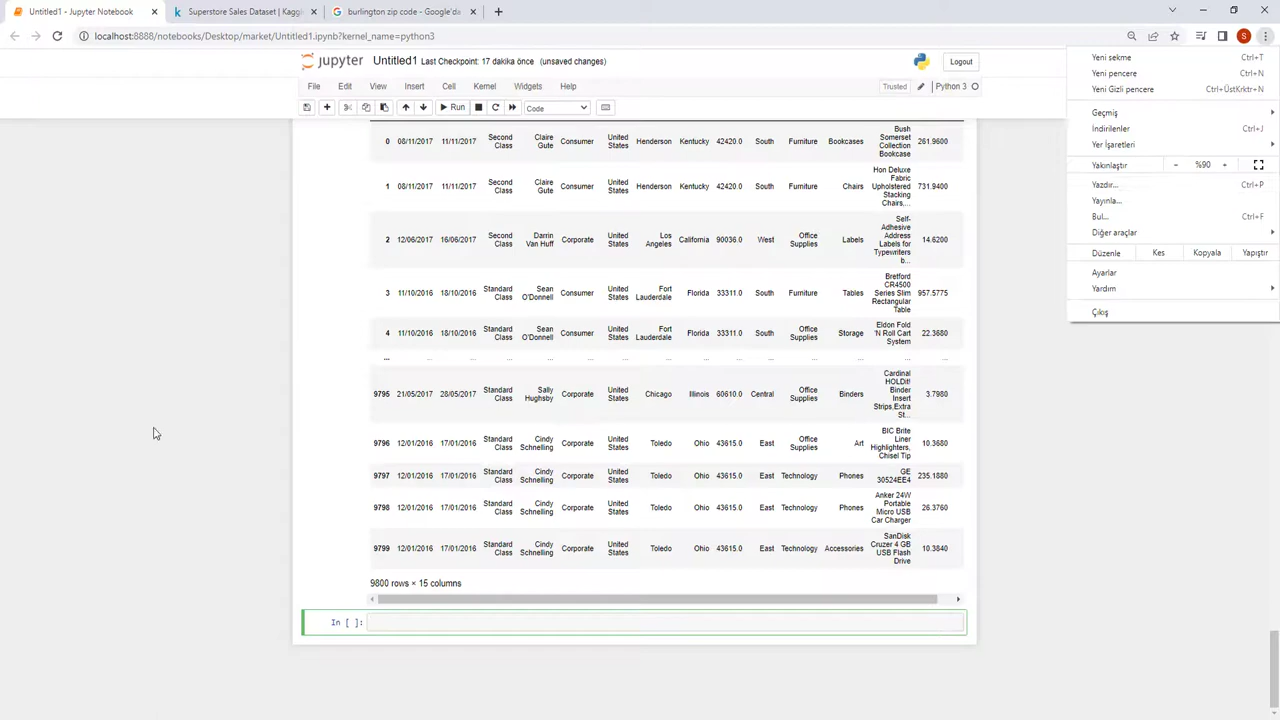 Untitled1 - Jupyter Notebook
Superstore Sales Dataset | Kaggl
burlington zip code - Google'da
localhost:8888/notebooks/Desktop/market/Untitled1.ipynb?kernel_name=python3
S
jupyter Untitled1 Last Checkpoint: 17 dakika önce (unsaved changes)
Logout
File Edit View Insert Cell Kernel Widgets Help
Trusted
Python 3
Run
Code
0 08/11/2017 11/11/2017 Second Class Claire Gute Consumer United States Henderson Kentucky 42420.0 South Furniture Bookcases Bush Somerset Collection Bookcase 261.9600
1 08/11/2017 11/11/2017 Second Class Claire Gute Consumer United States Henderson Kentucky 42420.0 South Furniture Chairs Hon Deluxe Fabric Upholstered Stacking Chairs,... 731.9400
2 12/06/2017 16/06/2017 Second Class Darrin Van Huff Corporate United States Los Angeles California 90036.0 West Office Supplies Labels Self-Adhesive Address Labels for Typewriters b... 14.6200
3 11/10/2016 18/10/2016 Standard Class Sean O'Donnell Consumer United States Fort Lauderdale Florida 33311.0 South Furniture Tables Bretford CR4500 Series Slim Rectangular Table 957.5775
4 11/10/2016 18/10/2016 Standard Class Sean O'Donnell Consumer United States Fort Lauderdale Florida 33311.0 South Office Supplies Storage Eldon Fold 'N Roll Cart System 22.3680
... ... ... ... ... ... ... ... ... ... ... ... ... ... ...
9795 21/05/2017 28/05/2017 Standard Class Sally Hughsby Corporate United States Chicago Illinois 60610.0 Central Office Supplies Binders Cardinal HOLDit! Binder Insert Strips,Extra St... 3.7980
9796 12/01/2016 17/01/2016 Standard Class Cindy Schnelling Corporate United States Toledo Ohio 43615.0 East Office Supplies Art BIC Brite Liner Highlighters, Chisel Tip 10.3680
9797 12/01/2016 17/01/2016 Standard Class Cindy Schnelling Corporate United States Toledo Ohio 43615.0 East Technology Phones GE 30524EE4 235.1880
9798 12/01/2016 17/01/2016 Standard Class Cindy Schnelling Corporate United States Toledo Ohio 43615.0 East Technology Phones Anker 24W Portable Micro USB Car Charger 26.3760
9799 12/01/2016 17/01/2016 Standard Class Cindy Schnelling Corporate United States Toledo Ohio 43615.0 East Technology Accessories SanDisk Cruzer 4 GB USB Flash Drive 10.3840
9800 rows × 15 columns
In [ ]:
Yeni sekme Ctrl+T
Yeni pencere Ctrl+N
Yeni Gizli pencere Ctrl+ÜstKrktr+N
Geçmiş
İndirilenler Ctrl+J
Yer İşaretleri
Yakınlaştır - %90 +
Yazdır... Ctrl+P
Yayınla...
Bul... Ctrl+F
Diğer araçlar
Düzenle Kes Kopyala Yapıştır
Ayarlar
Yardım
Çıkış